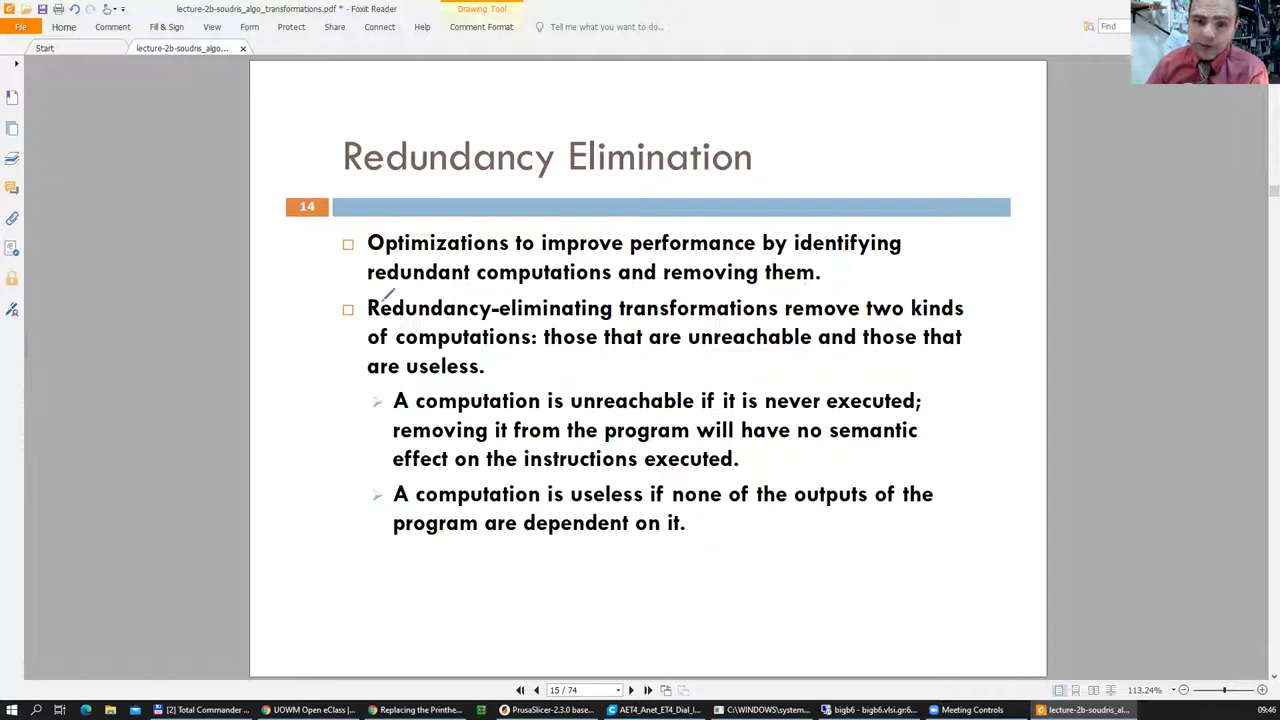 lecture-2b-soudris_algo_transformations.pdf * - Foxit Reader
Drawing Tool
File Home Comment Fill & Sign View Form Protect Share Connect Help Comment Format Tell me what you want to do... Find
Start lecture-2b-soudris_algo...
Redundancy Elimination
14
Optimizations to improve performance by identifying
redundant computations and removing them.
Redundancy-eliminating transformations remove two kinds
of computations: those that are unreachable and those that
are useless.
A computation is unreachable if it is never executed;
removing it from the program will have no semantic
effect on the instructions executed.
A computation is useless if none of the outputs of the
program are dependent on it.
15 / 74 113.24%
[2] Total Commander ... UOWM Open eClass |... Replacing the Printhe... PrusaSlicer-2.3.0 base... AET4_Anet_ET4_Dial_I... C:\WINDOWS\system... bigb6 - bigb6.vlsi.gr:6... Meeting Controls lecture-2b-soudris_al... ENG 09:46